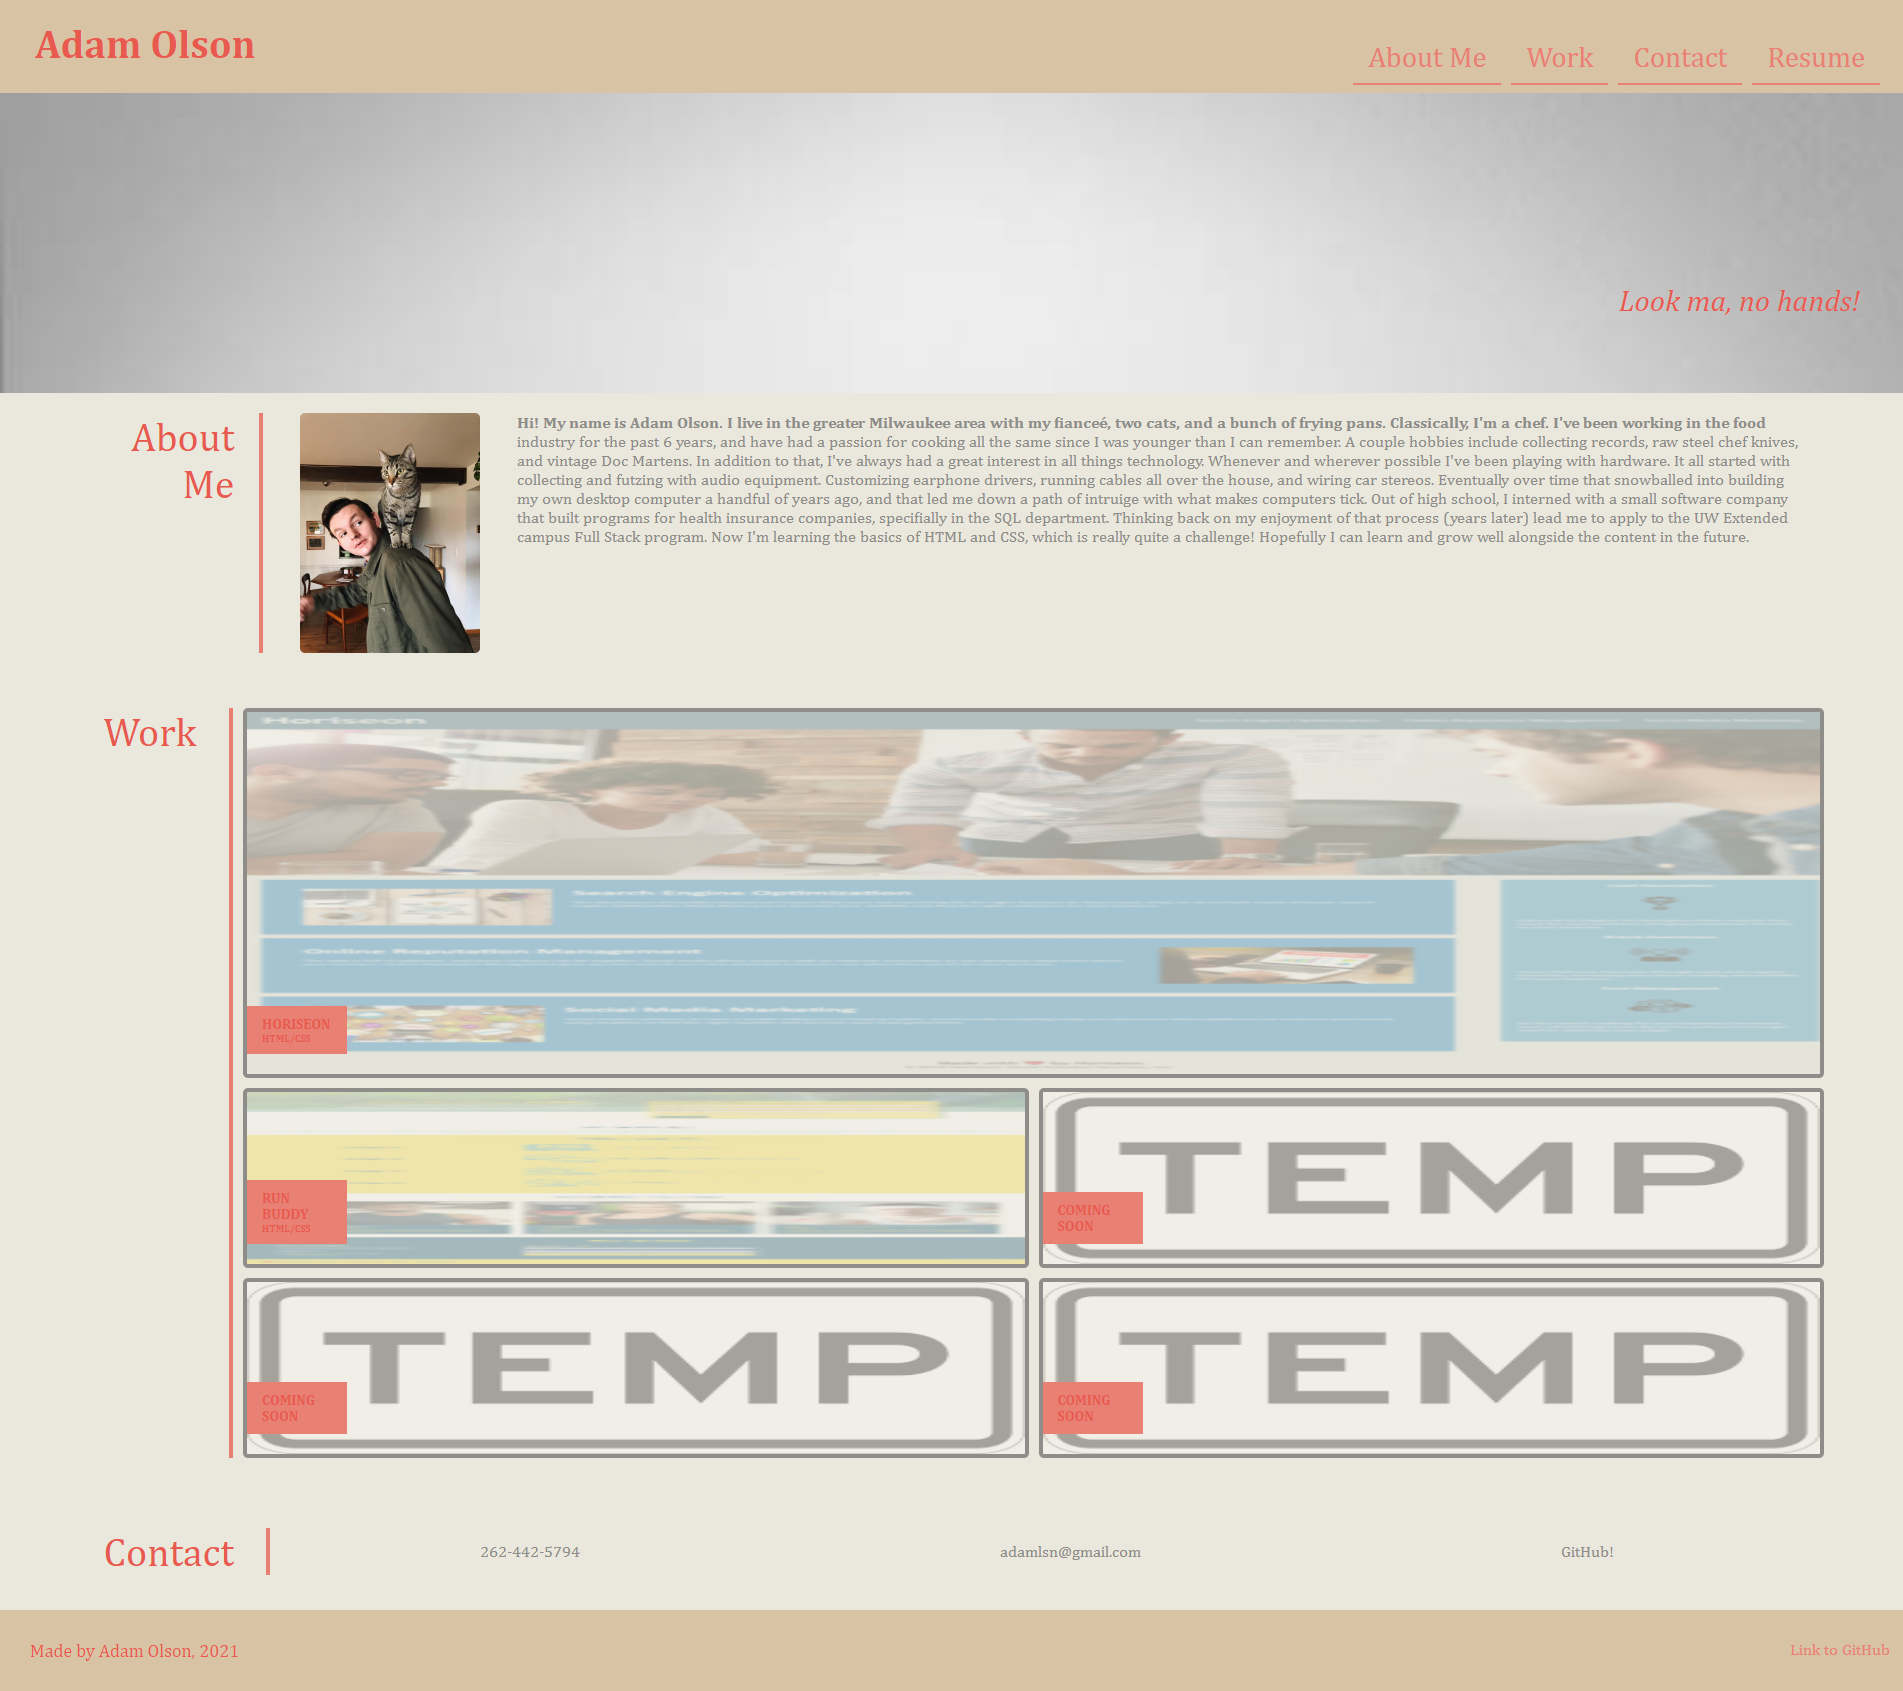 Adam Olson
About Me Work Contact Resume
Look ma, no hands!
About
Me
Hi! My name is Adam Olson. I live in the greater Milwaukee area with my fianceé, two cats, and a bunch of frying pans. Classically, I'm a chef. I've been working in the food
industry for the past 6 years, and have had a passion for cooking all the same since I was younger than I can remember. A couple hobbies include collecting records, raw steel chef knives,
and vintage Doc Martens. In addition to that, I've always had a great interest in all things technology. Whenever and wherever possible I've been playing with hardware. It all started with
collecting and futzing with audio equipment. Customizing earphone drivers, running cables all over the house, and wiring car stereos. Eventually over time that snowballed into building
my own desktop computer a handful of years ago, and that led me down a path of intruige with what makes computers tick. Out of high school, I interned with a small software company
that built programs for health insurance companies, specifially in the SQL department. Thinking back on my enjoyment of that process (years later) lead me to apply to the UW Extended
campus Full Stack program. Now I'm learning the basics of HTML and CSS, which is really quite a challenge! Hopefully I can learn and grow well alongside the content in the future.
Work
Horiseon
Search Engine Optimization
Online Reputation Management
Social Media Marketing
HORISEON
HTML/CSS
RUN
BUDDY
HTML/CSS
TEMP
COMING
SOON
TEMP
COMING
SOON
TEMP
COMING
SOON
Contact
262-442-5794
adamlsn@gmail.com
GitHub!
Made by Adam Olson, 2021
Link to GitHub